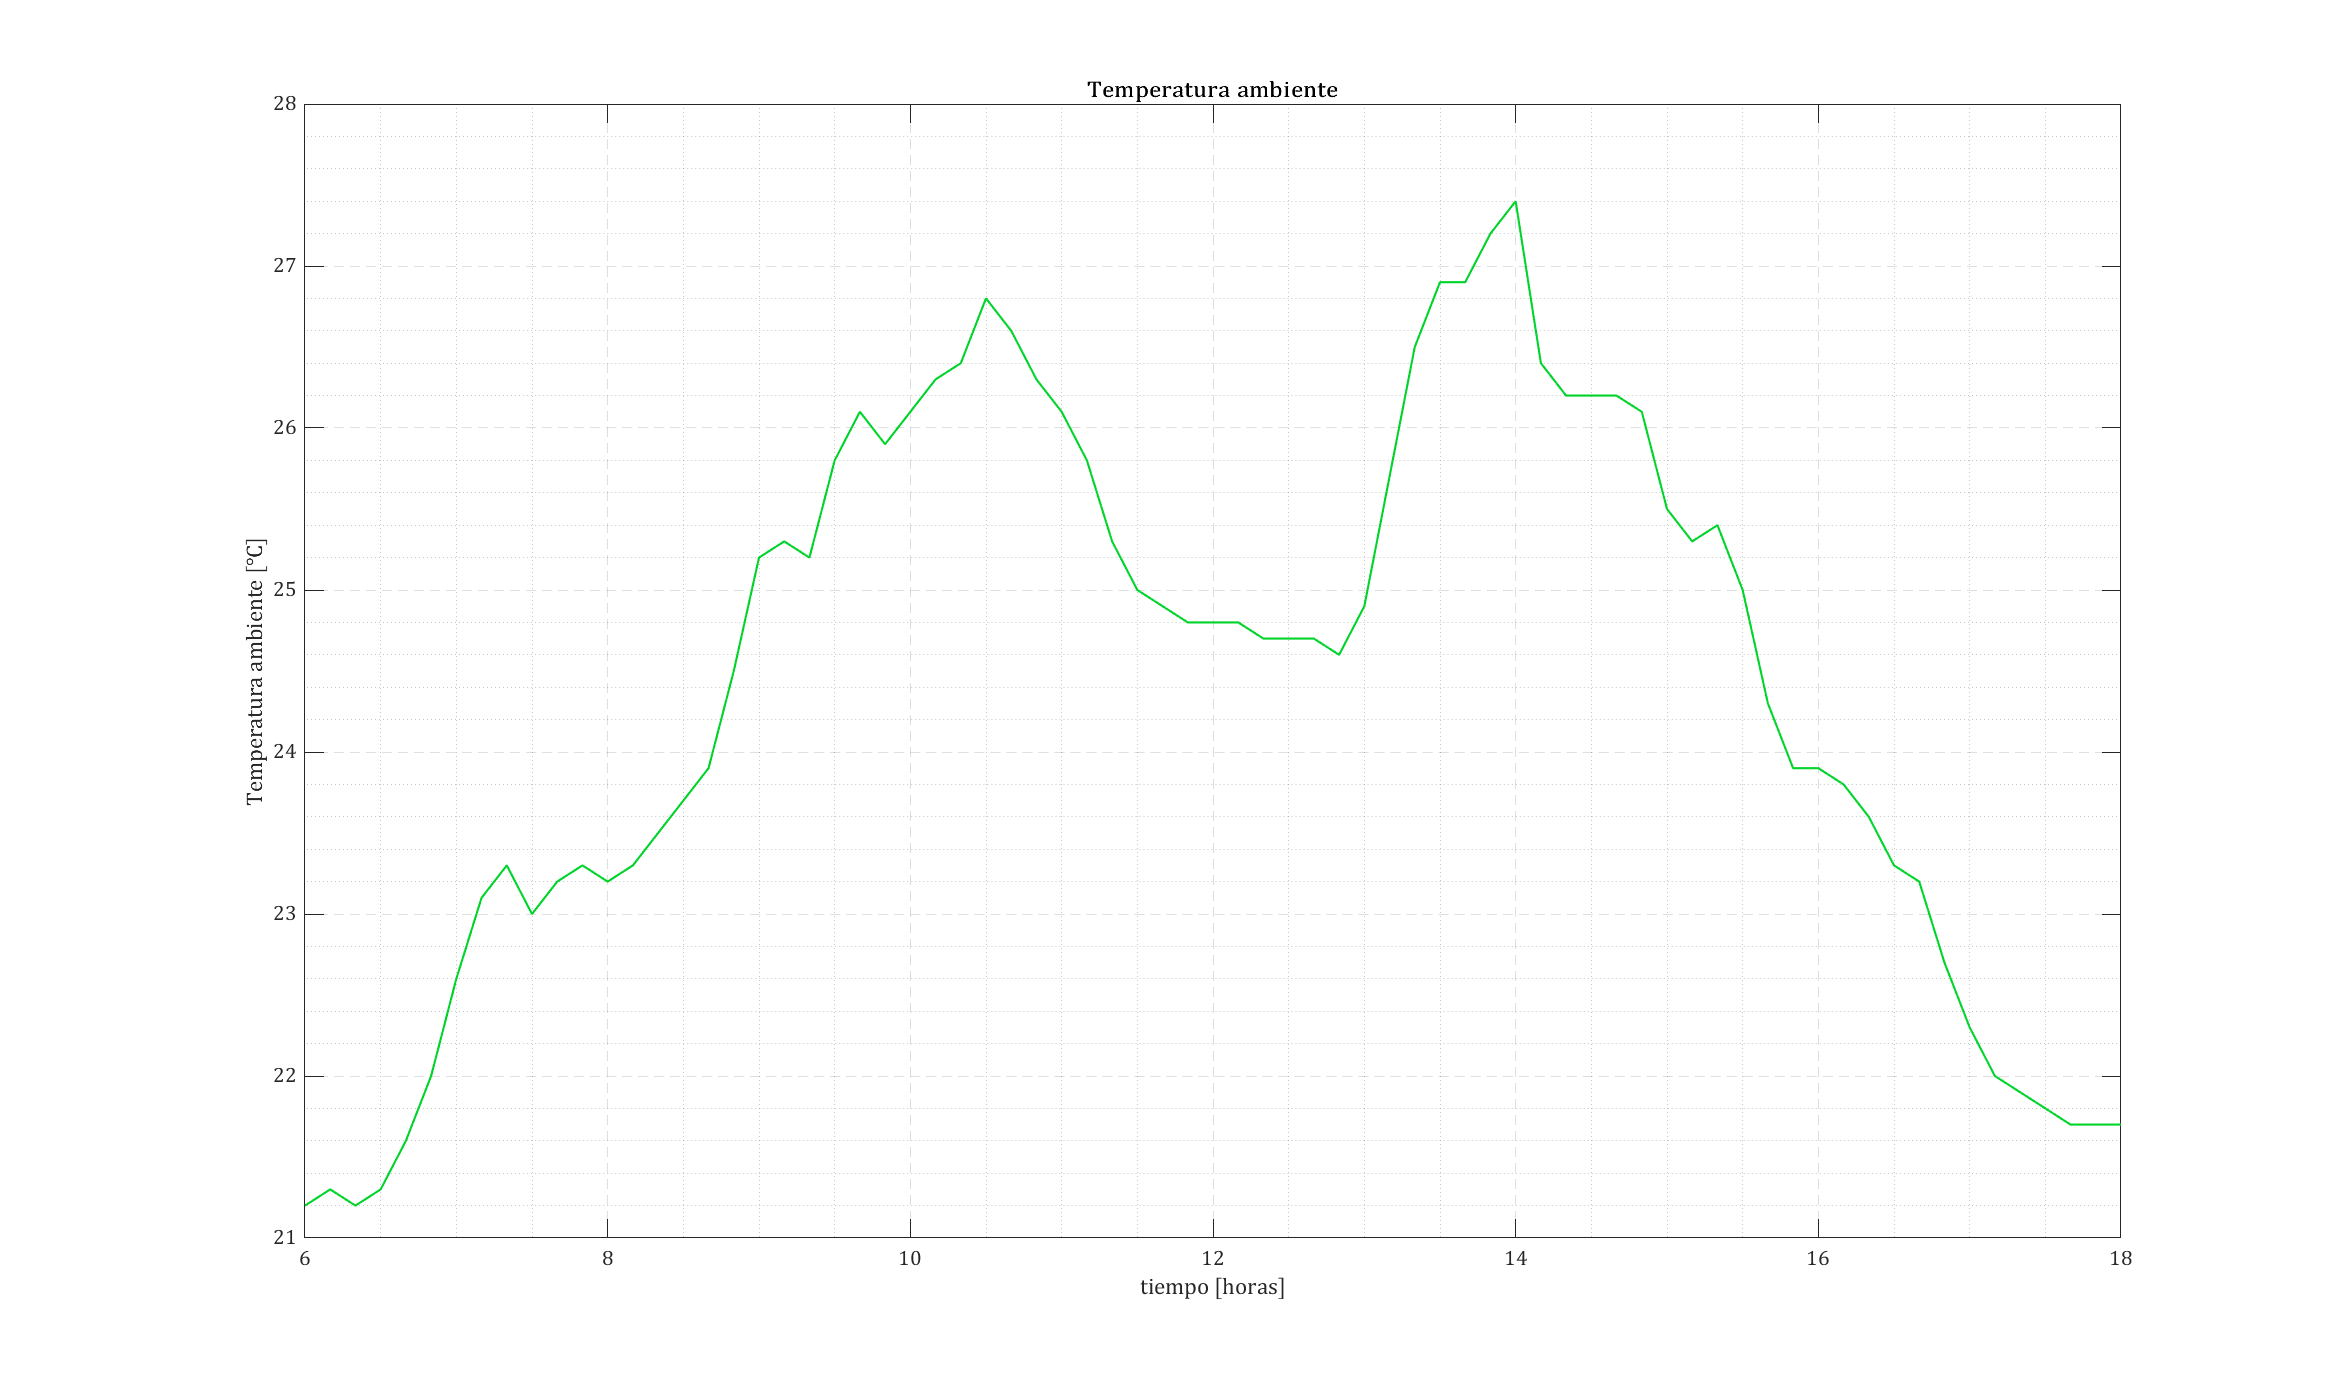 Temperatura ambiente
28
27
26
25
24
23
22
21
Temperatura ambiente [°C]
6 8 10 12 14 16 18
tiempo [horas]